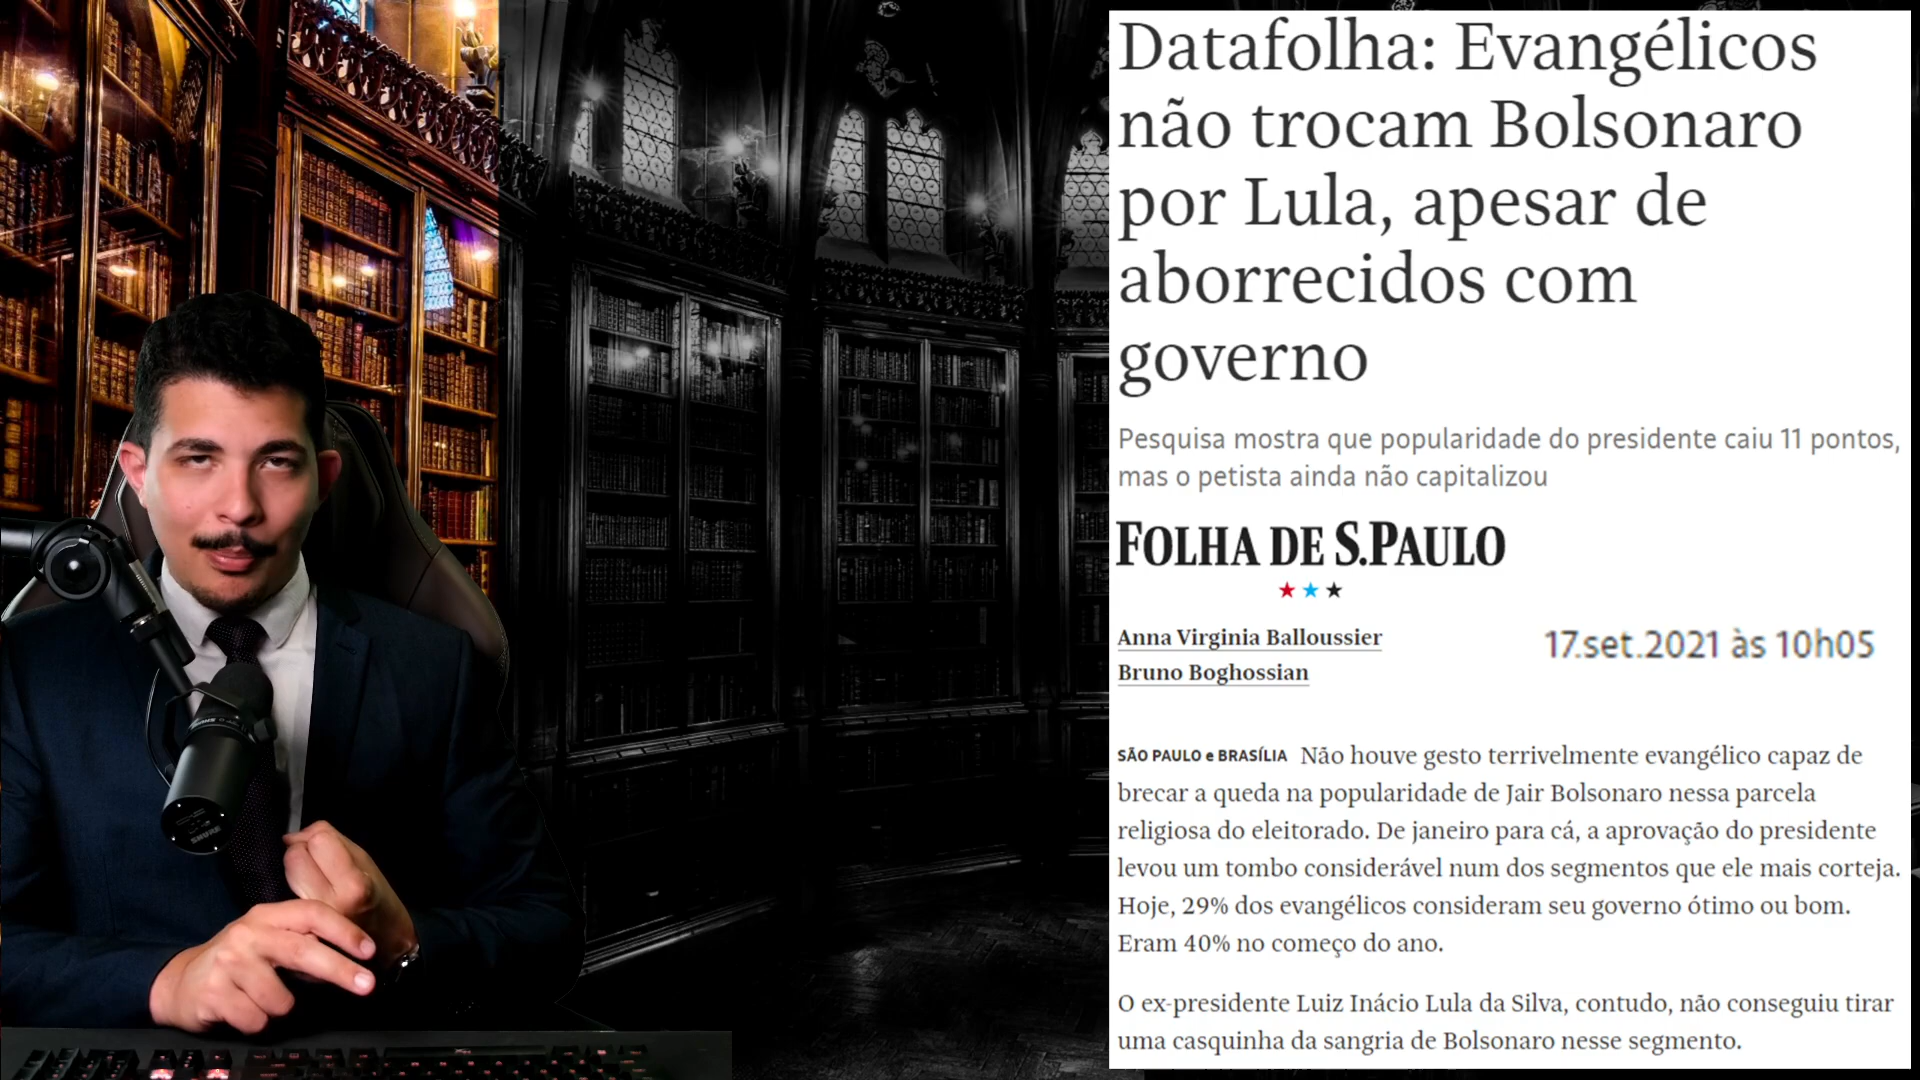 Datafolha: Evangélicos
não trocam Bolsonaro
por Lula, apesar de
aborrecidos com
governo
Pesquisa mostra que popularidade do presidente caiu 11 pontos,
mas o petista ainda não capitalizou
FOLHA DE S.PAULO
Anna Virginia Balloussier
17.set.2021 às 10h05
Bruno Boghossian
SÃO PAULO e BRASÍLIA Não houve gesto terrivelmente evangélico capaz de
brecar a queda na popularidade de Jair Bolsonaro nessa parcela
religiosa do eleitorado. De janeiro para cá, a aprovação do presidente
levou um tombo considerável num dos segmentos que ele mais corteja.
Hoje, 29% dos evangélicos consideram seu governo ótimo ou bom.
Eram 40% no começo do ano.
O ex-presidente Luiz Inácio Lula da Silva, contudo, não conseguiu tirar
uma casquinha da sangria de Bolsonaro nesse segmento.
SHURE